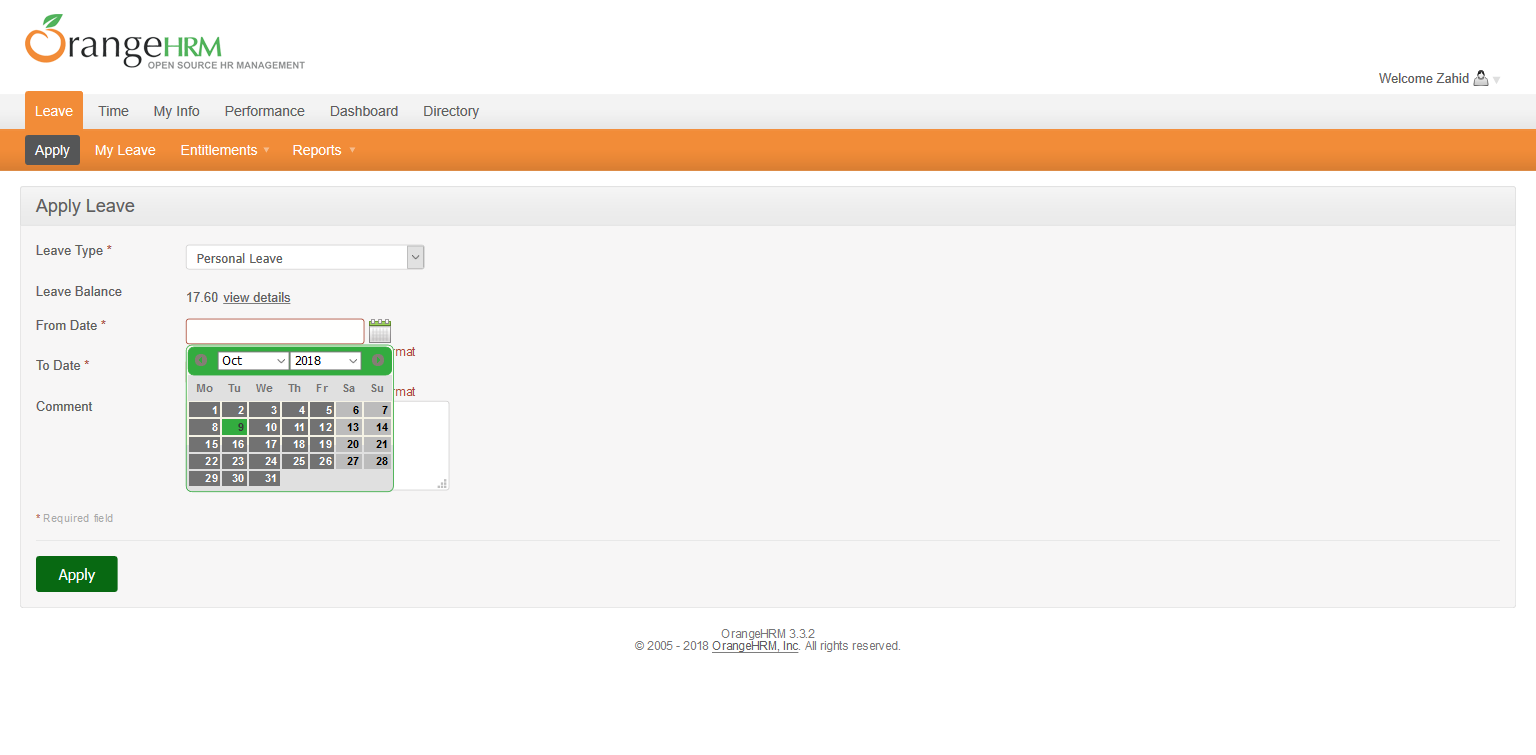 OrangeHRM
OPEN SOURCE HR MANAGEMENT
Welcome Zahid
Leave Time My Info Performance Dashboard Directory
Apply My Leave Entitlements Reports
Apply Leave
Leave Type *
Personal Leave
Leave Balance
17.60 view details
From Date *
rmat
To Date *
Oct 2018
Mo Tu We Th Fr Sa Su
rmat
Comment
1 2 3 4 5 6 7
8 9 10 11 12 13 14
15 16 17 18 19 20 21
22 23 24 25 26 27 28
29 30 31
* Required field
Apply
OrangeHRM 3.3.2
© 2005 - 2018 OrangeHRM, Inc. All rights reserved.